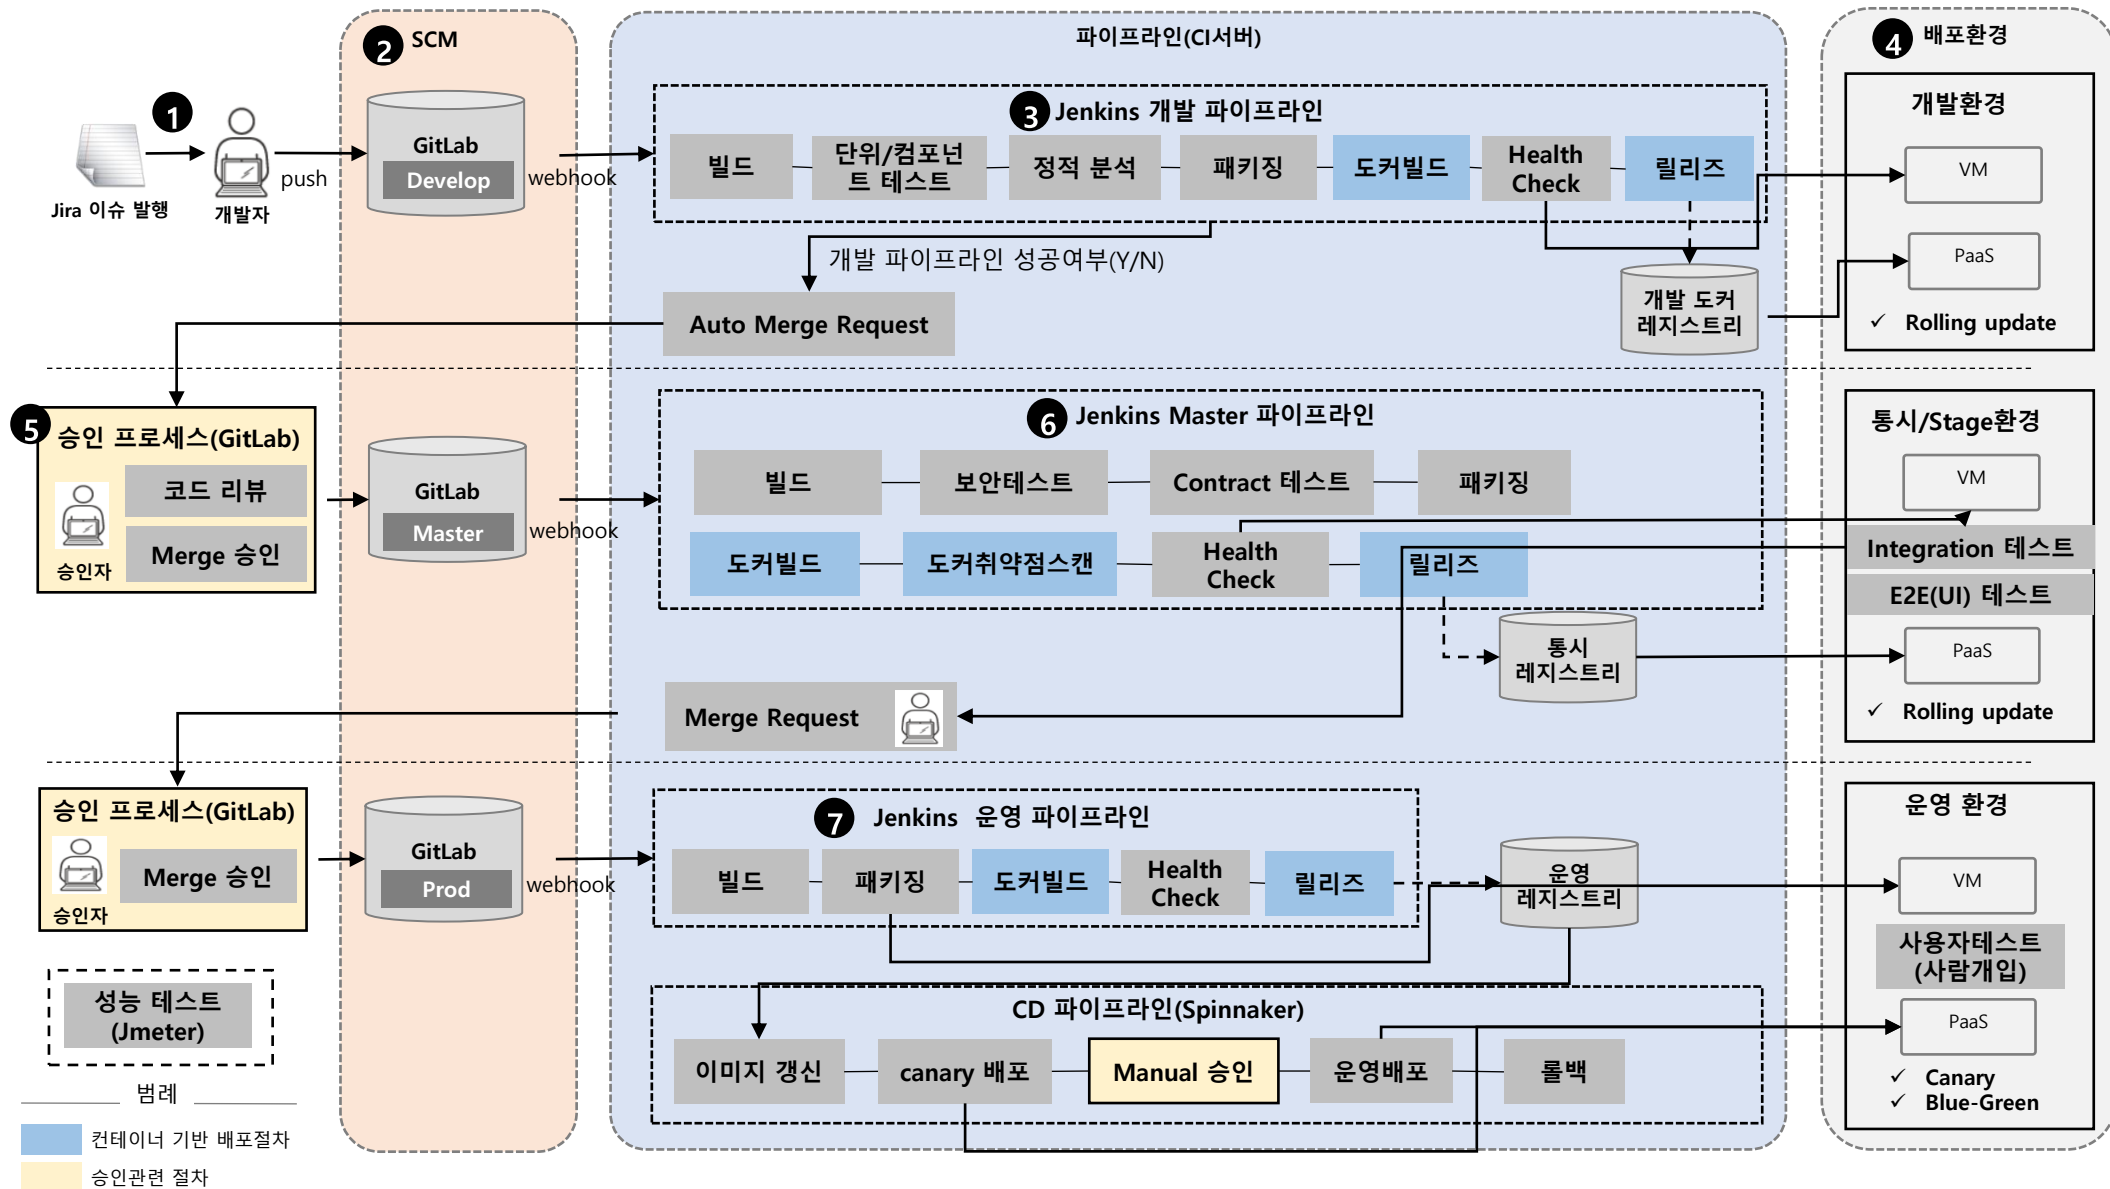 2 SCM
파이프라인(CI서버)
4 배포환경
1
Jira 이슈 발행
개발자
push
GitLab
Develop
webhook
3 Jenkins 개발 파이프라인
빌드
단위/컴포넌
트 테스트
정적 분석
패키징
도커빌드
Health
Check
릴리즈
개발환경
VM
PaaS
✓ Rolling update
개발 파이프라인 성공여부(Y/N)
Auto Merge Request
개발 도커
레지스트리
5
승인 프로세스(GitLab)
코드 리뷰
Merge 승인
승인자
GitLab
Master
webhook
6 Jenkins Master 파이프라인
빌드
보안테스트
Contract 테스트
패키징
도커빌드
도커취약점스캔
Health
Check
릴리즈
통시
레지스트리
통시/Stage환경
VM
Integration 테스트
E2E(UI) 테스트
PaaS
✓ Rolling update
Merge Request
승인 프로세스(GitLab)
Merge 승인
승인자
GitLab
Prod
webhook
7 Jenkins 운영 파이프라인
빌드
패키징
도커빌드
Health
Check
릴리즈
운영
레지스트리
운영 환경
VM
사용자테스트
(사람개입)
PaaS
✓ Canary
✓ Blue-Green
CD 파이프라인(Spinnaker)
이미지 갱신
canary 배포
Manual 승인
운영배포
롤백
성능 테스트
(Jmeter)
범례
컨테이너 기반 배포절차
승인관련 절차